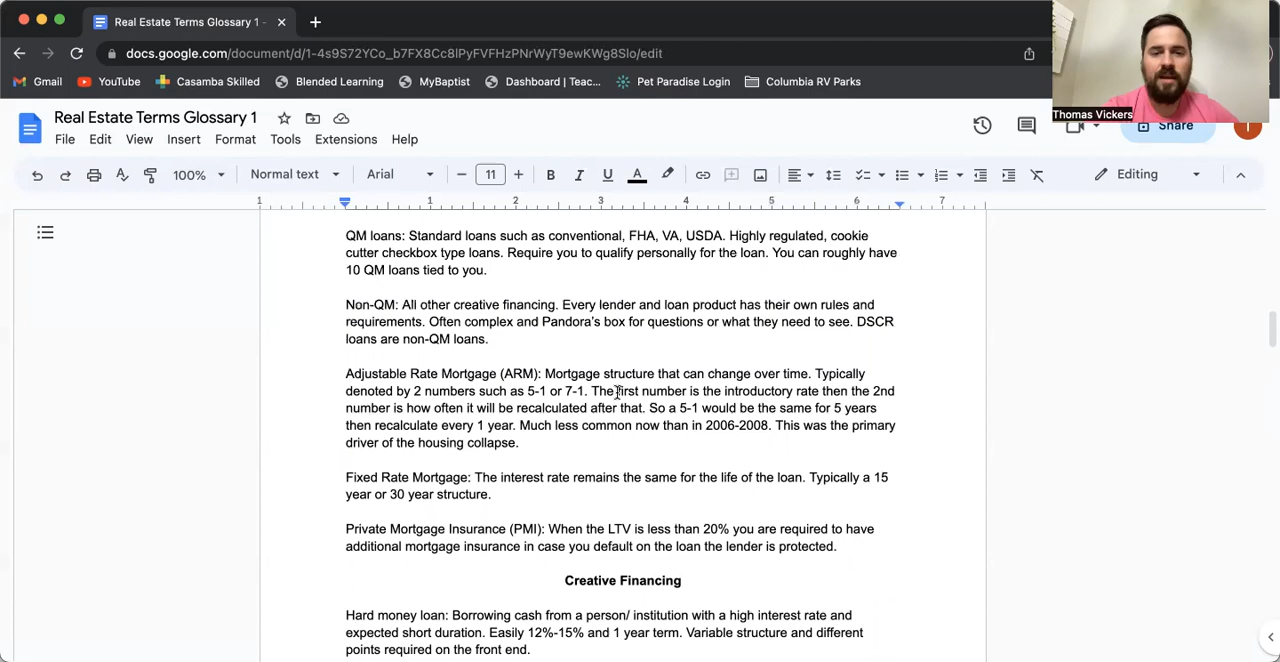 Real Estate Terms Glossary 1 -
docs.google.com/document/d/1-4s9S72YCo_b7FX8Cc8lPyFVFHzPNrWyT9ewKWg8Slo/edit
Gmail YouTube Casamba Skilled Blended Learning MyBaptist Dashboard | Teac... Pet Paradise Login Columbia RV Parks
Thomas Vickers
Real Estate Terms Glossary 1
Share
File Edit View Insert Format Tools Extensions Help
100% Normal text Arial 11 B I U A Editing
1 1 2 3 4 5 6 7
QM loans: Standard loans such as conventional, FHA, VA, USDA. Highly regulated, cookie
cutter checkbox type loans. Require you to qualify personally for the loan. You can roughly have
10 QM loans tied to you.
Non-QM: All other creative financing. Every lender and loan product has their own rules and
requirements. Often complex and Pandora's box for questions or what they need to see. DSCR
loans are non-QM loans.
Adjustable Rate Mortgage (ARM): Mortgage structure that can change over time. Typically
denoted by 2 numbers such as 5-1 or 7-1. The first number is the introductory rate then the 2nd
number is how often it will be recalculated after that. So a 5-1 would be the same for 5 years
then recalculate every 1 year. Much less common now than in 2006-2008. This was the primary
driver of the housing collapse.
Fixed Rate Mortgage: The interest rate remains the same for the life of the loan. Typically a 15
year or 30 year structure.
Private Mortgage Insurance (PMI): When the LTV is less than 20% you are required to have
additional mortgage insurance in case you default on the loan the lender is protected.
Creative Financing
Hard money loan: Borrowing cash from a person/ institution with a high interest rate and
expected short duration. Easily 12%-15% and 1 year term. Variable structure and different
points required on the front end.